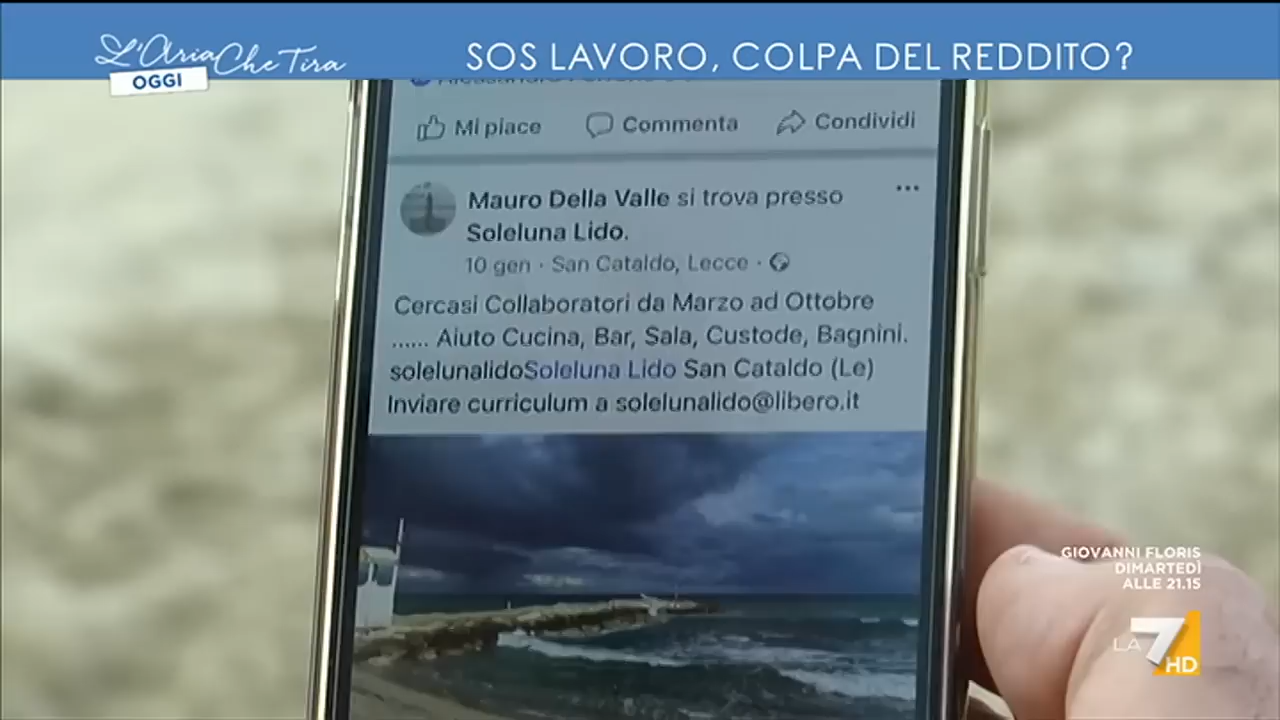 L'Aria Che Tira
OGGI
SOS LAVORO, COLPA DEL REDDITO?
Mi piace
Commenta
Condividi
Mauro Della Valle si trova presso
Soleluna Lido.
10 gen · San Cataldo, Lecce ·
Cercasi Collaboratori da Marzo ad Ottobre
...... Aiuto Cucina, Bar, Sala, Custode, Bagnini.
solelunalidoSoleluna Lido San Cataldo (Le)
Inviare curriculum a solelunalido@libero.it
GIOVANNI FLORIS
DIMARTEDÌ
ALLE 21.15
LA7
HD